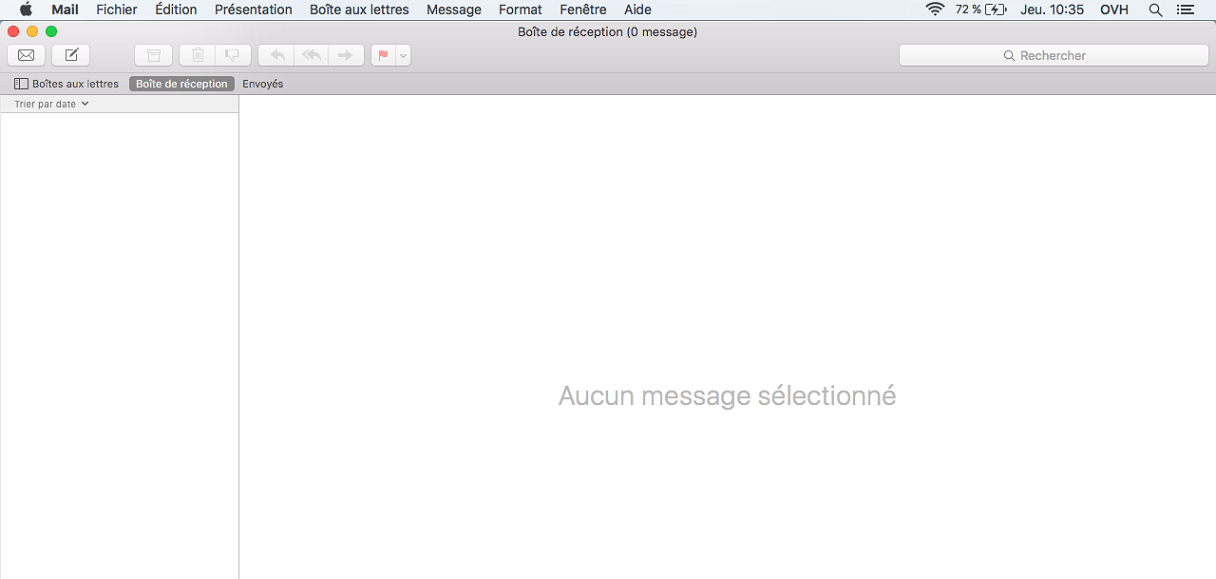 Mail Fichier Édition Présentation Boîte aux lettres Message Format Fenêtre Aide 72 % Jeu. 10:35 OVH
Boîte de réception (0 message)
Rechercher
Boîtes aux lettres Boîte de réception Envoyés
Trier par date
Aucun message sélectionné